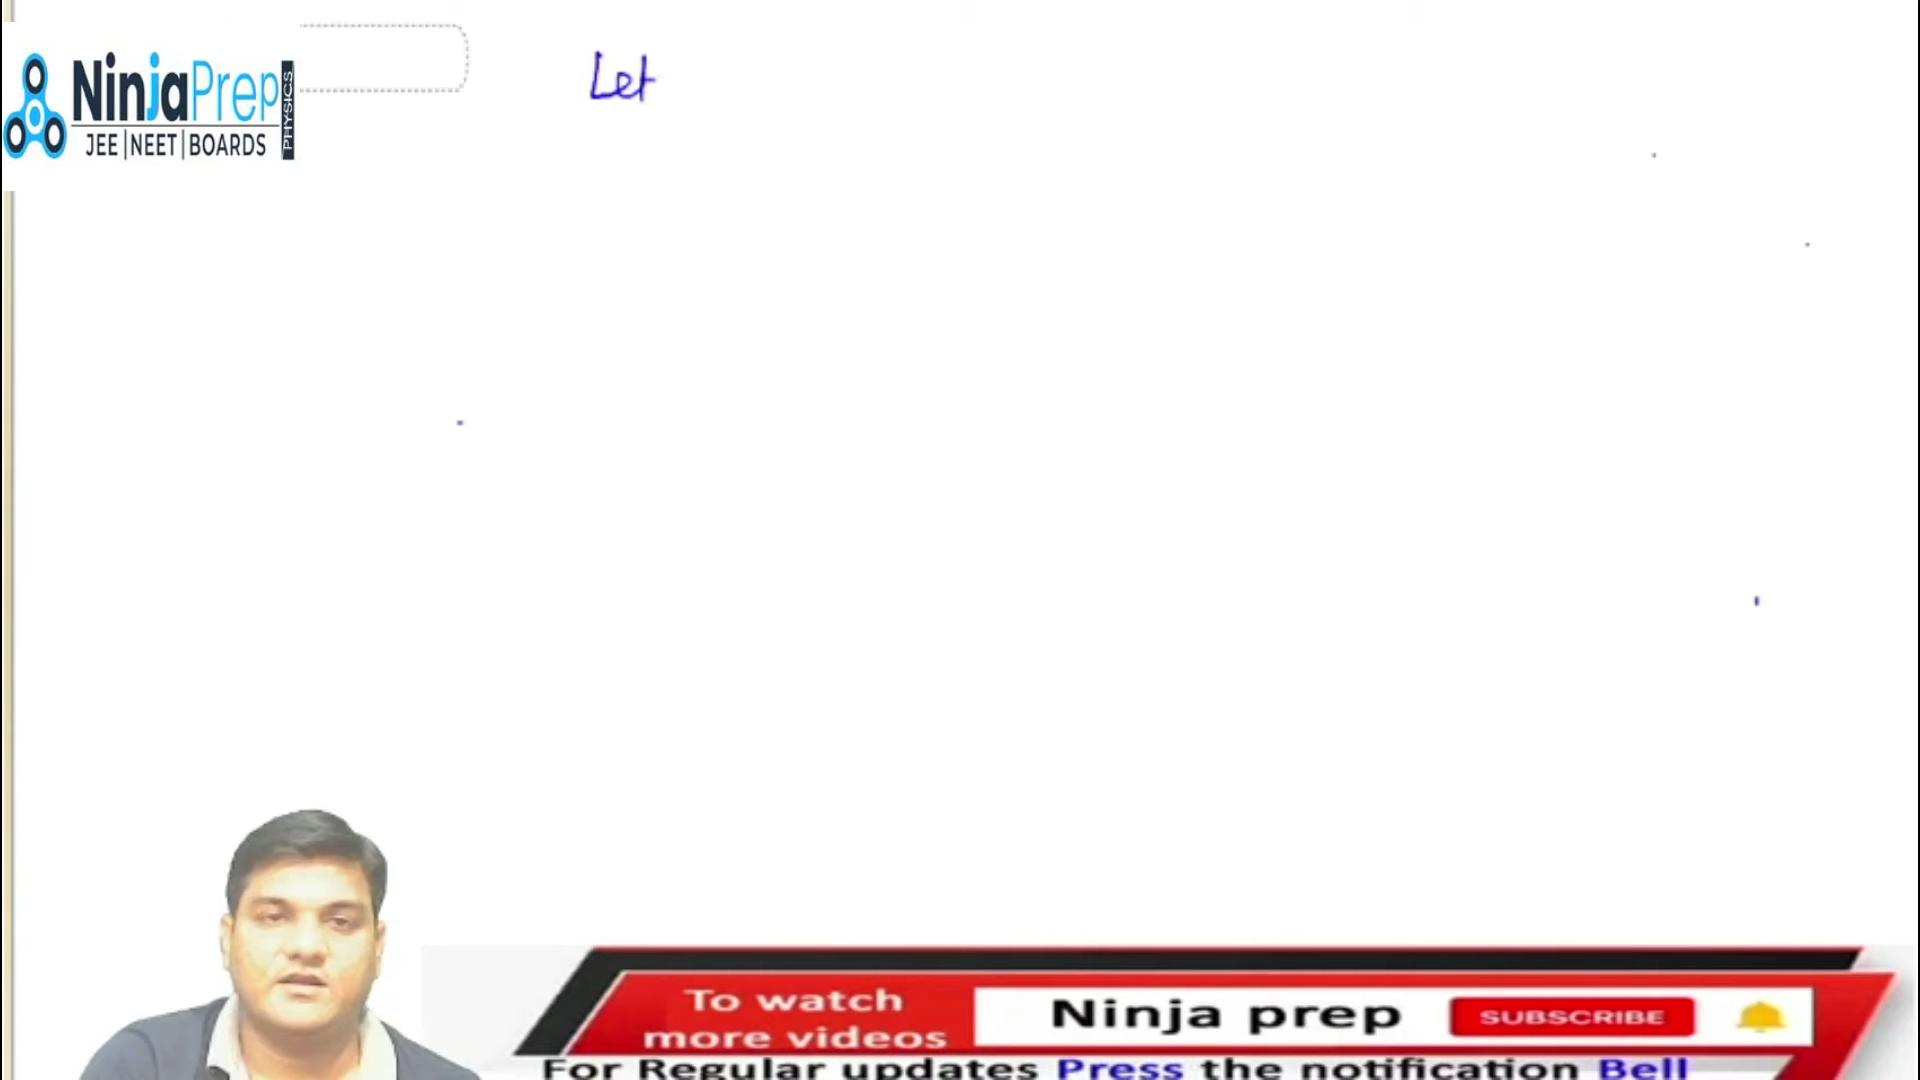 Let
NinjaPrep
PHYSICS
JEE|NEET|BOARDS
To watch
more videos
Ninja prep
SUBSCRIBE
For Regular updates Press the notification Bell